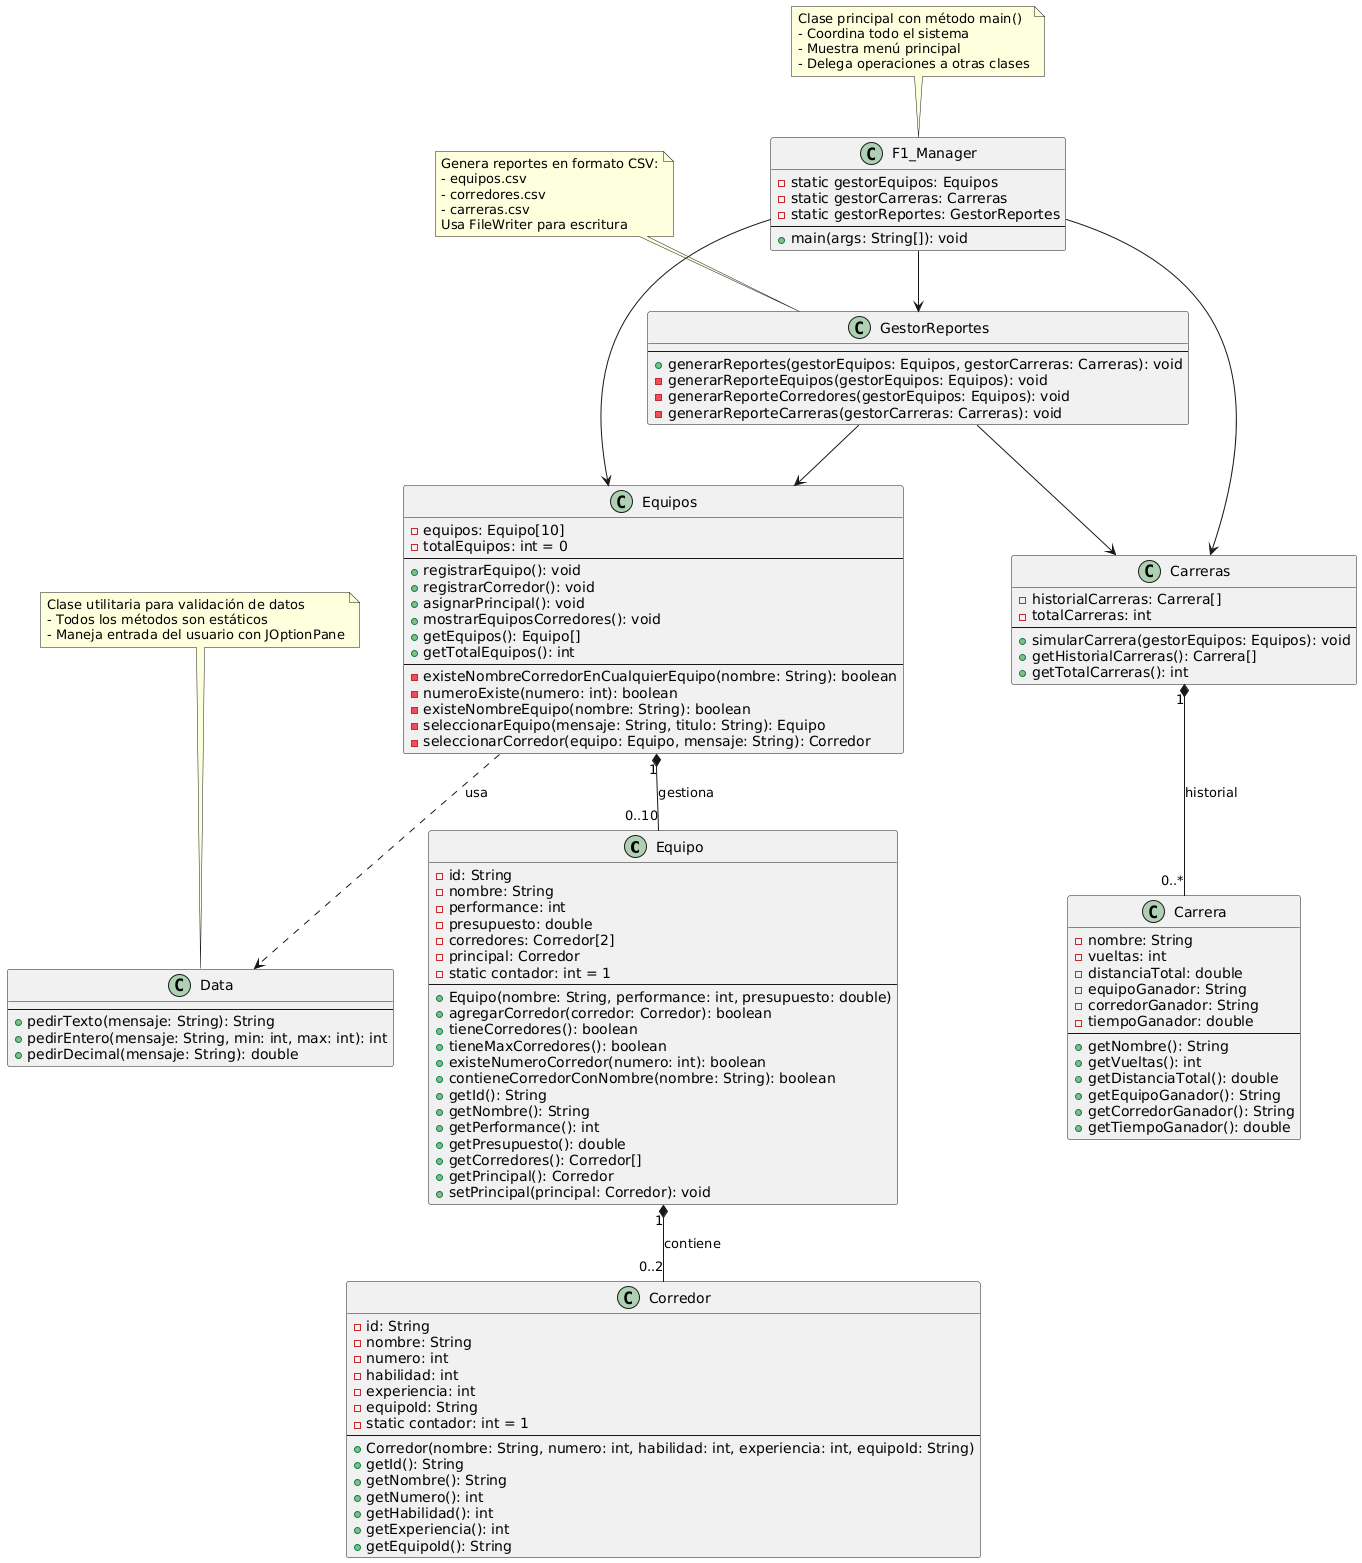 Clase principal con método main()
- Coordina todo el sistema
- Muestra menú principal
- Delega operaciones a otras clases
C F1_Manager
static gestorEquipos: Equipos
static gestorCarreras: Carreras
static gestorReportes: GestorReportes
main(args: String[]): void
Genera reportes en formato CSV:
- equipos.csv
- corredores.csv
- carreras.csv
Usa FileWriter para escritura
C GestorReportes
generarReportes(gestorEquipos: Equipos, gestorCarreras: Carreras): void
generarReporteEquipos(gestorEquipos: Equipos): void
generarReporteCorredores(gestorEquipos: Equipos): void
generarReporteCarreras(gestorCarreras: Carreras): void
C Equipos
equipos: Equipo[10]
totalEquipos: int = 0
registrarEquipo(): void
registrarCorredor(): void
asignarPrincipal(): void
mostrarEquiposCorredores(): void
getEquipos(): Equipo[]
getTotalEquipos(): int
existeNombreCorredorEnCualquierEquipo(nombre: String): boolean
numeroExiste(numero: int): boolean
existeNombreEquipo(nombre: String): boolean
seleccionarEquipo(mensaje: String, titulo: String): Equipo
seleccionarCorredor(equipo: Equipo, mensaje: String): Corredor
C Carreras
historialCarreras: Carrera[]
totalCarreras: int
simularCarrera(gestorEquipos: Equipos): void
getHistorialCarreras(): Carrera[]
getTotalCarreras(): int
Clase utilitaria para validación de datos
- Todos los métodos son estáticos
- Maneja entrada del usuario con JOptionPane
usa
1
gestiona
0..10
1
historial
0..*
C Data
pedirTexto(mensaje: String): String
pedirEntero(mensaje: String, min: int, max: int): int
pedirDecimal(mensaje: String): double
C Equipo
id: String
nombre: String
performance: int
presupuesto: double
corredores: Corredor[2]
principal: Corredor
static contador: int = 1
Equipo(nombre: String, performance: int, presupuesto: double)
agregarCorredor(corredor: Corredor): boolean
tieneCorredores(): boolean
tieneMaxCorredores(): boolean
existeNumeroCorredor(numero: int): boolean
contieneCorredorConNombre(nombre: String): boolean
getId(): String
getNombre(): String
getPerformance(): int
getPresupuesto(): double
getCorredores(): Corredor[]
getPrincipal(): Corredor
setPrincipal(principal: Corredor): void
C Carrera
nombre: String
vueltas: int
distanciaTotal: double
equipoGanador: String
corredorGanador: String
tiempoGanador: double
getNombre(): String
getVueltas(): int
getDistanciaTotal(): double
getEquipoGanador(): String
getCorredorGanador(): String
getTiempoGanador(): double
1
contiene
0..2
C Corredor
id: String
nombre: String
numero: int
habilidad: int
experiencia: int
equipoId: String
static contador: int = 1
Corredor(nombre: String, numero: int, habilidad: int, experiencia: int, equipoId: String)
getId(): String
getNombre(): String
getNumero(): int
getHabilidad(): int
getExperiencia(): int
getEquipoId(): String